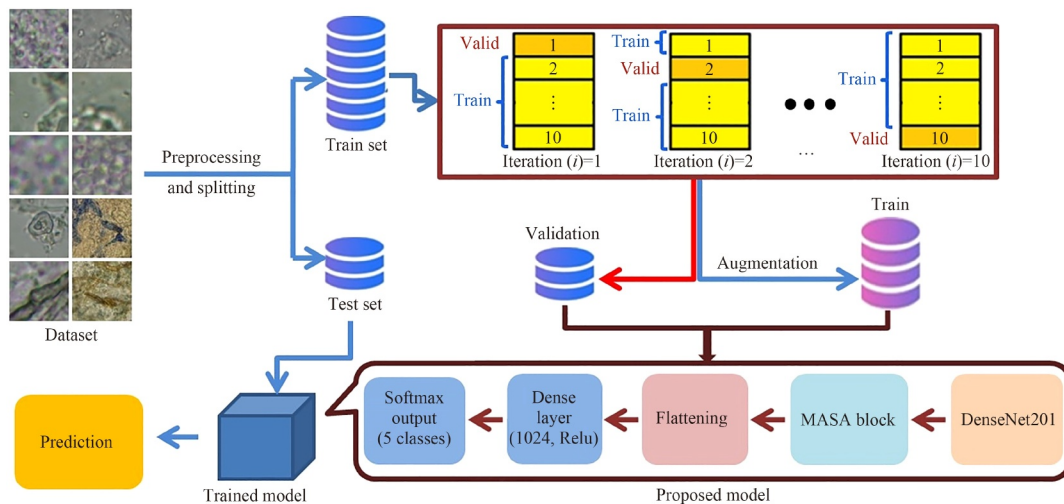 Dataset
Preprocessing
and splitting
Train set
Test set
Valid
Train
1
2
⋮
10
Iteration (i)=1
Train
Valid
Train
1
2
⋮
10
Iteration (i)=2
...
Train
Valid
1
2
⋮
10
Iteration (i)=10
Validation
Augmentation
Train
Prediction
Trained model
Softmax
output
(5 classes)
Dense
layer
(1024, Relu)
Flattening
MASA block
DenseNet201
Proposed model